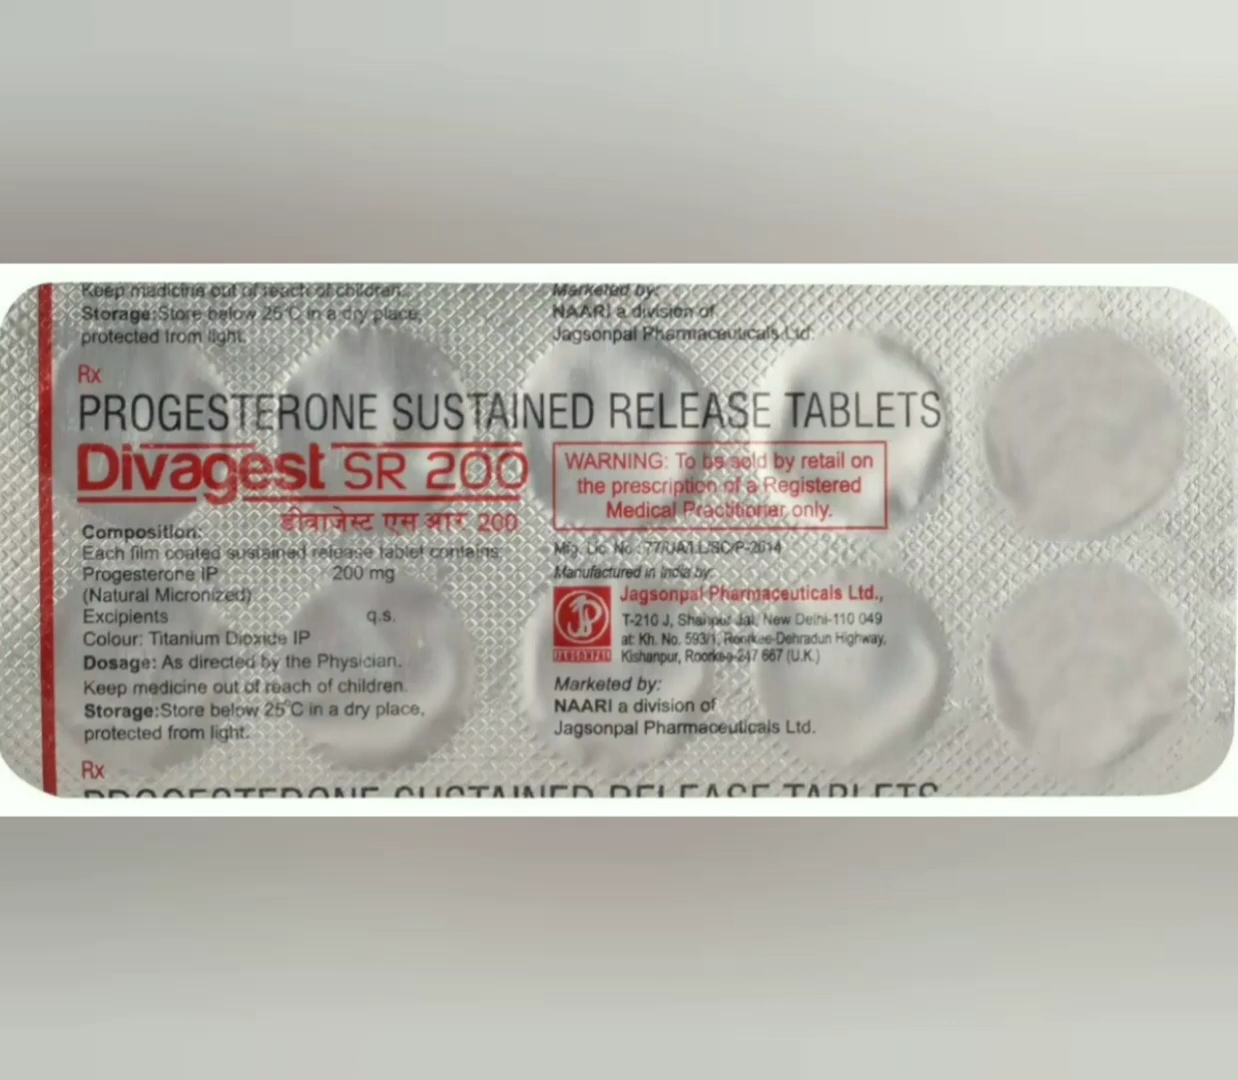 Keep medicine out of reach of children.
Storage:Store below 25°C in a dry place,
protected from light.
Marketed by:
NAARI a division of
Jagsonpal Pharmaceuticals Ltd.
Rx
PROGESTERONE SUSTAINED RELEASE TABLETS
Divagest SR 200
डीवाजेस्ट एस आर 200
WARNING: To be sold by retail on
the prescription of a Registered
Medical Practitioner only.
Composition:
Each film coated sustained release tablet contains:
Progesterone IP 200 mg
(Natural Micronized)
Excipients q.s.
Colour: Titanium Dioxide IP
Dosage: As directed by the Physician.
Keep medicine out of reach of children.
Storage:Store below 25°C in a dry place,
protected from light.
Mfg. Lic. No.: 77/UA/LL/SC/P-2014
Manufactured in India by:
Jagsonpal Pharmaceuticals Ltd.,
T-210 J, Shahpur Jat, New Delhi-110 049
at: Kh. No. 593/1, Roorkee-Dehradun Highway,
Kishanpur, Roorkee-247 667 (U.K.)
JAGSONPAL
Marketed by:
NAARI a division of
Jagsonpal Pharmaceuticals Ltd.
Rx
PROGESTERONE SUSTAINED RELEASE TABLETS